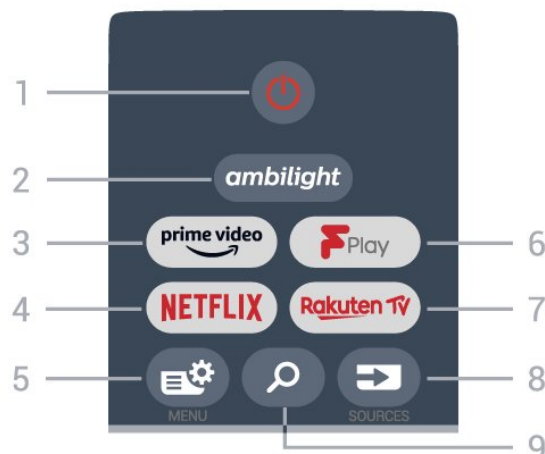 1
2
ambilight
3
prime video
FPlay
6
4
NETFLIX
Rakuten TV
7
5
MENU
SOURCES
8
9